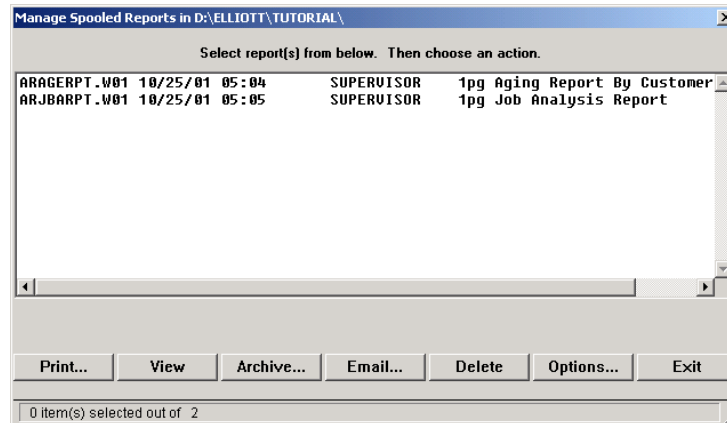 Manage Spooled Reports in D:\ELLIOTT\TUTORIAL\
Select report(s) from below. Then choose an action.
ARAGERPT.W01 10/25/01 05:04 SUPERVISOR 1pg Aging Report By Customer
ARJBARPT.W01 10/25/01 05:05 SUPERVISOR 1pg Job Analysis Report
Print... View Archive... Email... Delete Options... Exit
0 item(s) selected out of 2